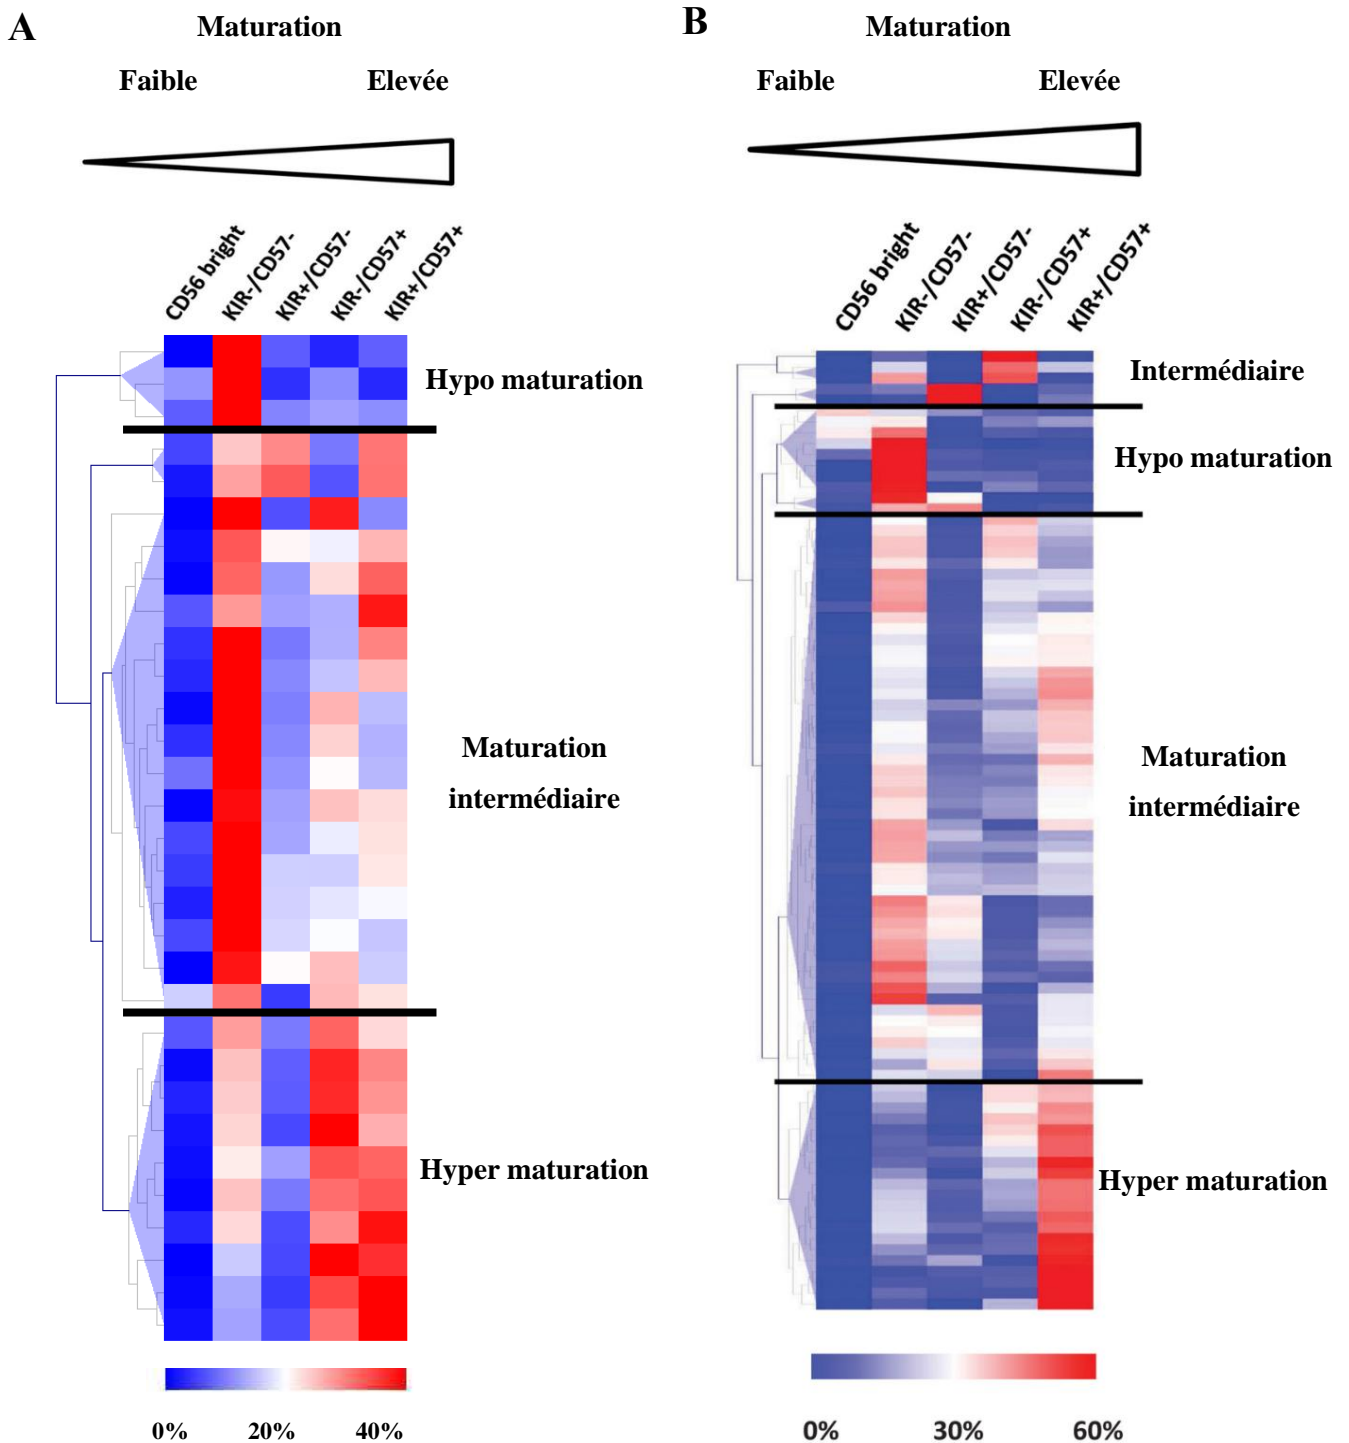 A
Maturation
Faible
Elevée
CD56 bright
KIR-/CD57-
KIR+/CD57-
KIR-/CD57+
KIR+/CD57+
Hypo maturation
Maturation
intermédiaire
Hyper maturation
0%
20%
40%
B
Maturation
Faible
Elevée
CD56 bright
KIR-/CD57-
KIR+/CD57-
KIR-/CD57+
KIR+/CD57+
Intermédiaire
Hypo maturation
Maturation
intermédiaire
Hyper maturation
0%
30%
60%